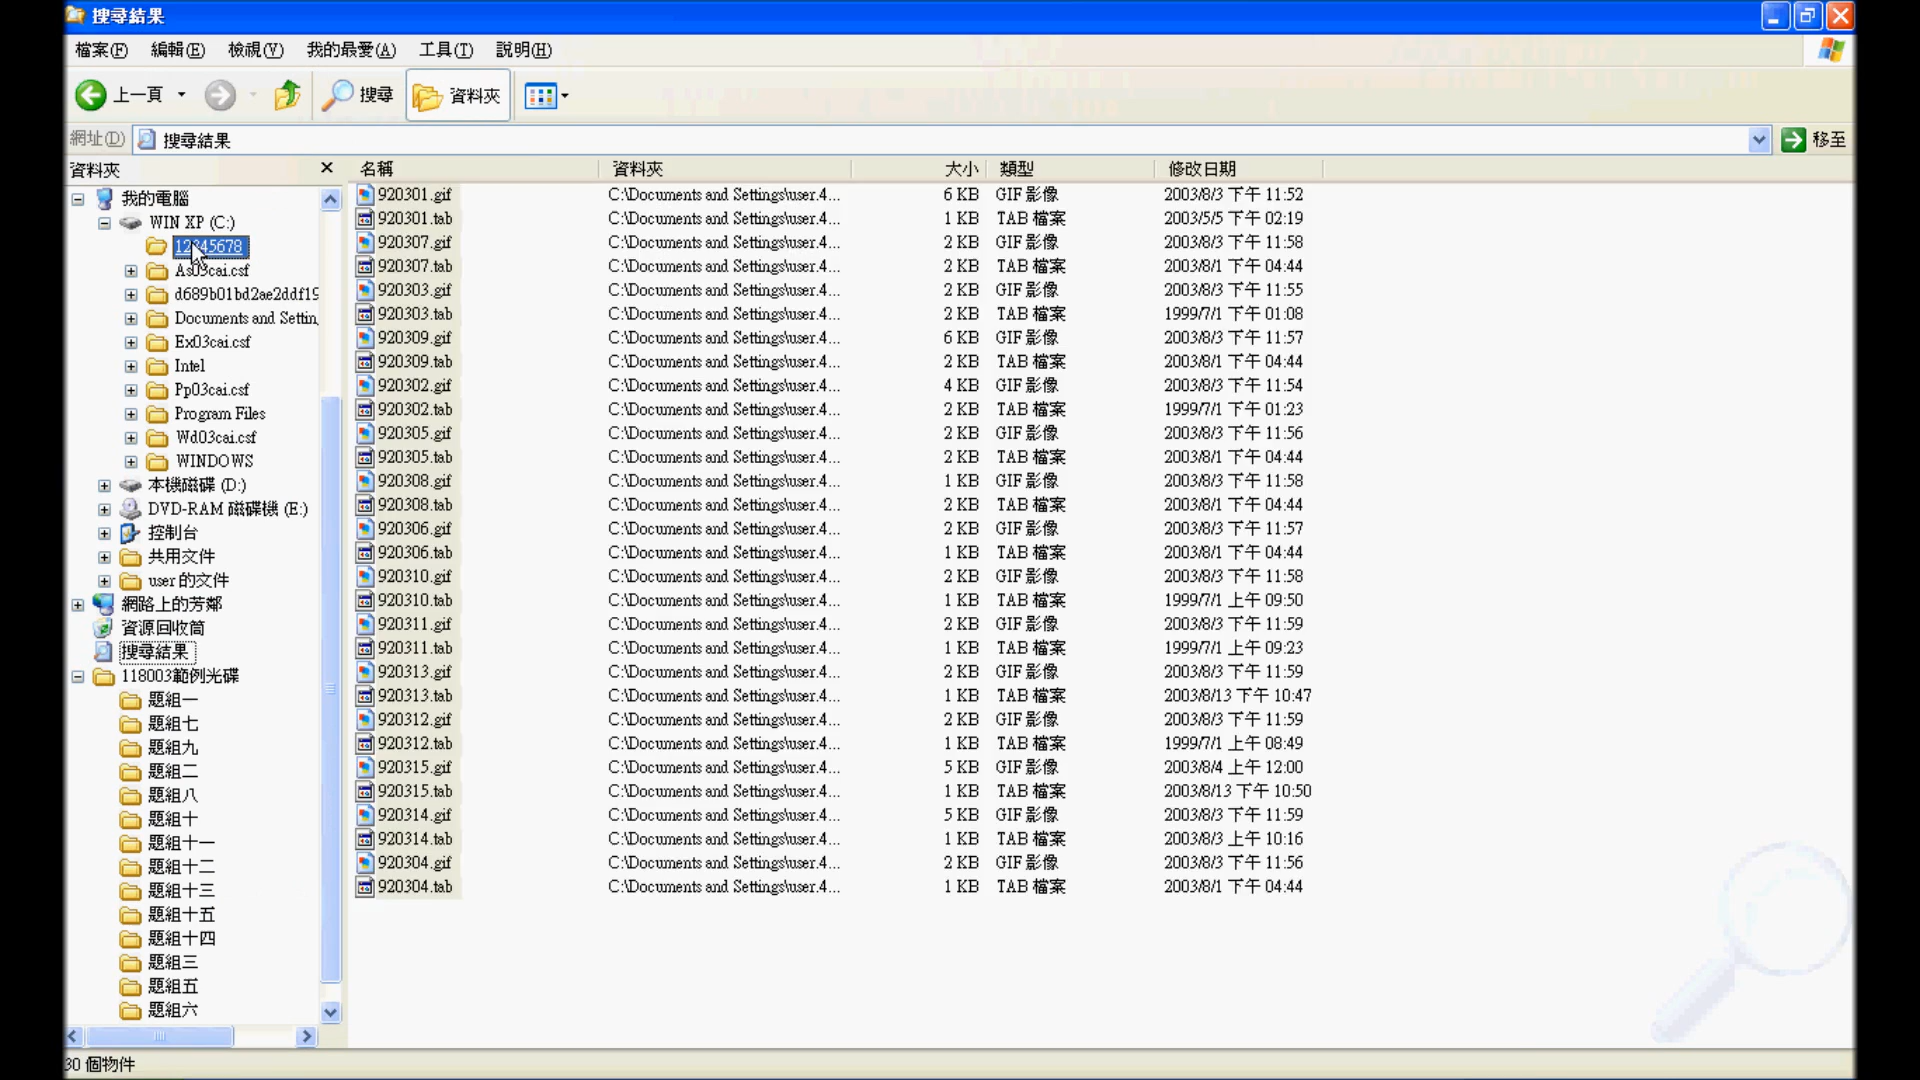 搜尋結果
檔案(F) 編輯(E) 檢視(V) 我的最愛(A) 工具(T) 說明(H)
上一頁 搜尋 資料夾
網址(D) 搜尋結果 移至
資料夾
我的電腦
WIN XP (C:)
12345678
As03cai.csf
d689b01bd2ae2ddf19
Documents and Settin
Ex03cai.csf
Intel
Pp03cai.csf
Program Files
Wd03cai.csf
WINDOWS
本機磁碟 (D:)
DVD-RAM 磁碟機 (E:)
控制台
共用文件
user 的文件
網路上的芳鄰
資源回收筒
搜尋結果
118003範例光碟
題組一
題組七
題組九
題組二
題組八
題組十
題組十一
題組十二
題組十三
題組十五
題組十四
題組三
題組五
題組六
名稱 資料夾 大小 類型 修改日期
920301.gif C:\Documents and Settings\user.4... 6 KB GIF 影像 2003/8/3 下午 11:52
920301.tab C:\Documents and Settings\user.4... 1 KB TAB 檔案 2003/5/5 下午 02:19
920307.gif C:\Documents and Settings\user.4... 2 KB GIF 影像 2003/8/3 下午 11:58
920307.tab C:\Documents and Settings\user.4... 2 KB TAB 檔案 2003/8/1 下午 04:44
920303.gif C:\Documents and Settings\user.4... 2 KB GIF 影像 2003/8/3 下午 11:55
920303.tab C:\Documents and Settings\user.4... 2 KB TAB 檔案 1999/7/1 下午 01:08
920309.gif C:\Documents and Settings\user.4... 6 KB GIF 影像 2003/8/3 下午 11:57
920309.tab C:\Documents and Settings\user.4... 2 KB TAB 檔案 2003/8/1 下午 04:44
920302.gif C:\Documents and Settings\user.4... 4 KB GIF 影像 2003/8/3 下午 11:54
920302.tab C:\Documents and Settings\user.4... 2 KB TAB 檔案 1999/7/1 下午 01:23
920305.gif C:\Documents and Settings\user.4... 2 KB GIF 影像 2003/8/3 下午 11:56
920305.tab C:\Documents and Settings\user.4... 2 KB TAB 檔案 2003/8/1 下午 04:44
920308.gif C:\Documents and Settings\user.4... 1 KB GIF 影像 2003/8/3 下午 11:58
920308.tab C:\Documents and Settings\user.4... 2 KB TAB 檔案 2003/8/1 下午 04:44
920306.gif C:\Documents and Settings\user.4... 2 KB GIF 影像 2003/8/3 下午 11:57
920306.tab C:\Documents and Settings\user.4... 1 KB TAB 檔案 2003/8/1 下午 04:44
920310.gif C:\Documents and Settings\user.4... 2 KB GIF 影像 2003/8/3 下午 11:58
920310.tab C:\Documents and Settings\user.4... 1 KB TAB 檔案 1999/7/1 上午 09:50
920311.gif C:\Documents and Settings\user.4... 2 KB GIF 影像 2003/8/3 下午 11:59
920311.tab C:\Documents and Settings\user.4... 1 KB TAB 檔案 1999/7/1 上午 09:23
920313.gif C:\Documents and Settings\user.4... 2 KB GIF 影像 2003/8/3 下午 11:59
920313.tab C:\Documents and Settings\user.4... 1 KB TAB 檔案 2003/8/13 下午 10:47
920312.gif C:\Documents and Settings\user.4... 2 KB GIF 影像 2003/8/3 下午 11:59
920312.tab C:\Documents and Settings\user.4... 1 KB TAB 檔案 1999/7/1 上午 08:49
920315.gif C:\Documents and Settings\user.4... 5 KB GIF 影像 2003/8/4 上午 12:00
920315.tab C:\Documents and Settings\user.4... 1 KB TAB 檔案 2003/8/13 下午 10:50
920314.gif C:\Documents and Settings\user.4... 5 KB GIF 影像 2003/8/3 下午 11:59
920314.tab C:\Documents and Settings\user.4... 1 KB TAB 檔案 2003/8/3 上午 10:16
920304.gif C:\Documents and Settings\user.4... 2 KB GIF 影像 2003/8/3 下午 11:56
920304.tab C:\Documents and Settings\user.4... 1 KB TAB 檔案 2003/8/1 下午 04:44
30 個物件